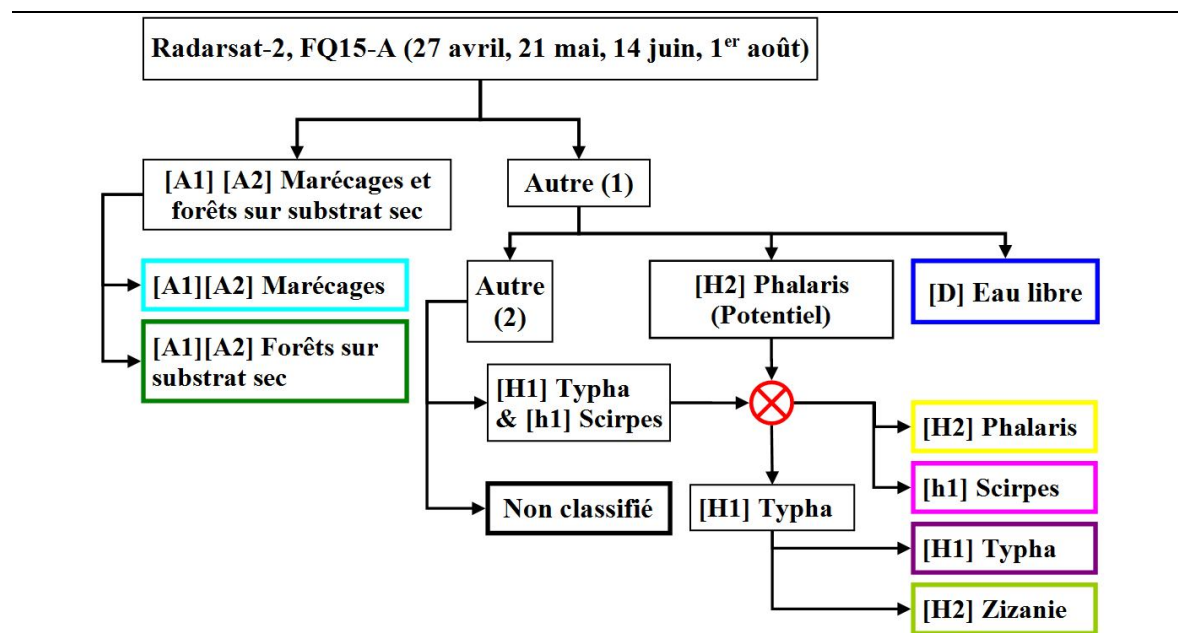 Radarsat-2, FQ15-A (27 avril, 21 mai, 14 juin, 1er août)
[A1] [A2] Marécages et
forêts sur substrat sec
Autre (1)
[A1][A2] Marécages
[A1][A2] Forêts sur
substrat sec
Autre
(2)
[H2] Phalaris
(Potentiel)
[D] Eau libre
[H1] Typha
& [h1] Scirpes
[H2] Phalaris
[h1] Scirpes
Non classifié
[H1] Typha
[H1] Typha
[H2] Zizanie